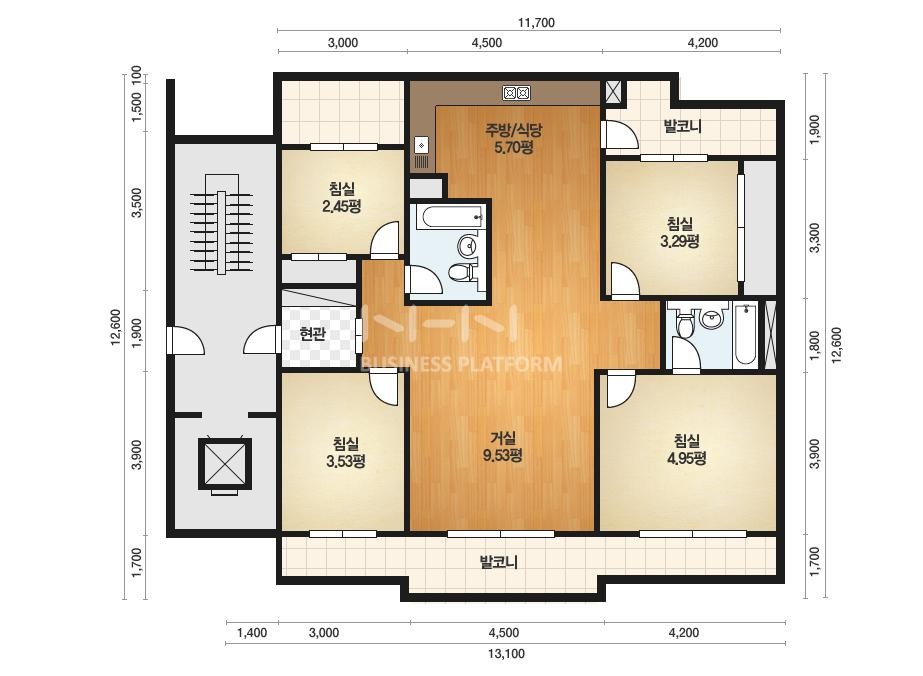 11,700
3,000
4,500
4,200
100
1,500
3,500
12,600
1,900
3,900
1,700
주방/식당
5.70평
발코니
침실
2.45평
침실
3.29평
현관
N-HN
BUSINESS PLATFORM
침실
3.53평
거실
9.53평
침실
4.95평
발코니
1,900
3,300
1,800
12,600
3,900
1,700
1,400
3,000
4,500
4,200
13,100